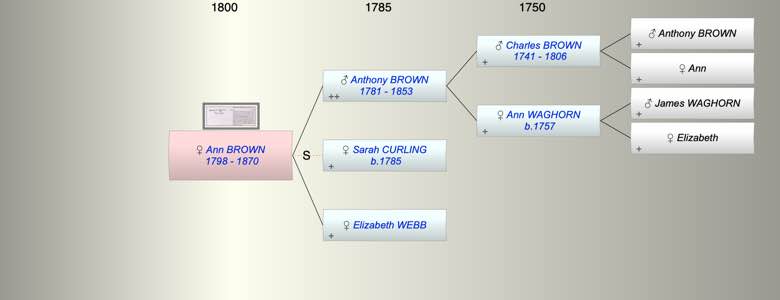 1800 1785 1750
♂ Anthony BROWN
+
♂ Charles BROWN
1741 - 1806
+
♀ Ann
+
♂ Anthony BROWN
1781 - 1853
++
♂ James WAGHORN
+
♀ Ann WAGHORN
b.1757
+
♀ Elizabeth
+
♀ Ann BROWN
1798 - 1870
S
♀ Sarah CURLING
b.1785
+
♀ Elizabeth WEBB
+